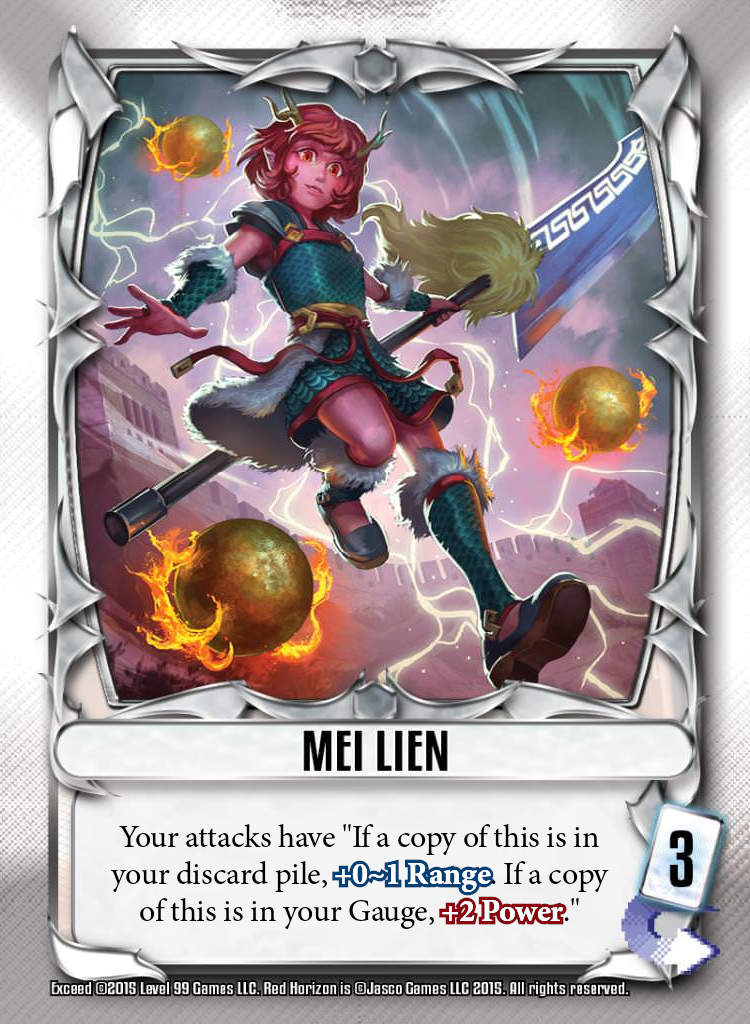 MEI LIEN
Your attacks have "If a copy of this is in
your discard pile, +0~1 Range. If a copy
of this is in your Gauge, +2 Power."
3
Exceed ©2015 Level 99 Games LLC. Red Horizon is ©Jasco Games LLC 2015. All rights reserved.